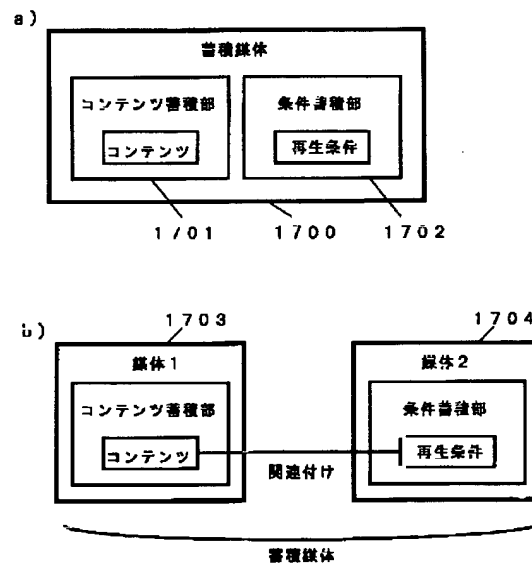 a)
蓄積媒体
コンテンツ蓄積部 条件蓄積部
コンテンツ 再生条件
1701 1700 1702
b) 1703 1704
媒体1 媒体2
コンテンツ蓄積部 条件蓄積部
コンテンツ 再生条件
関連付け
蓄積媒体